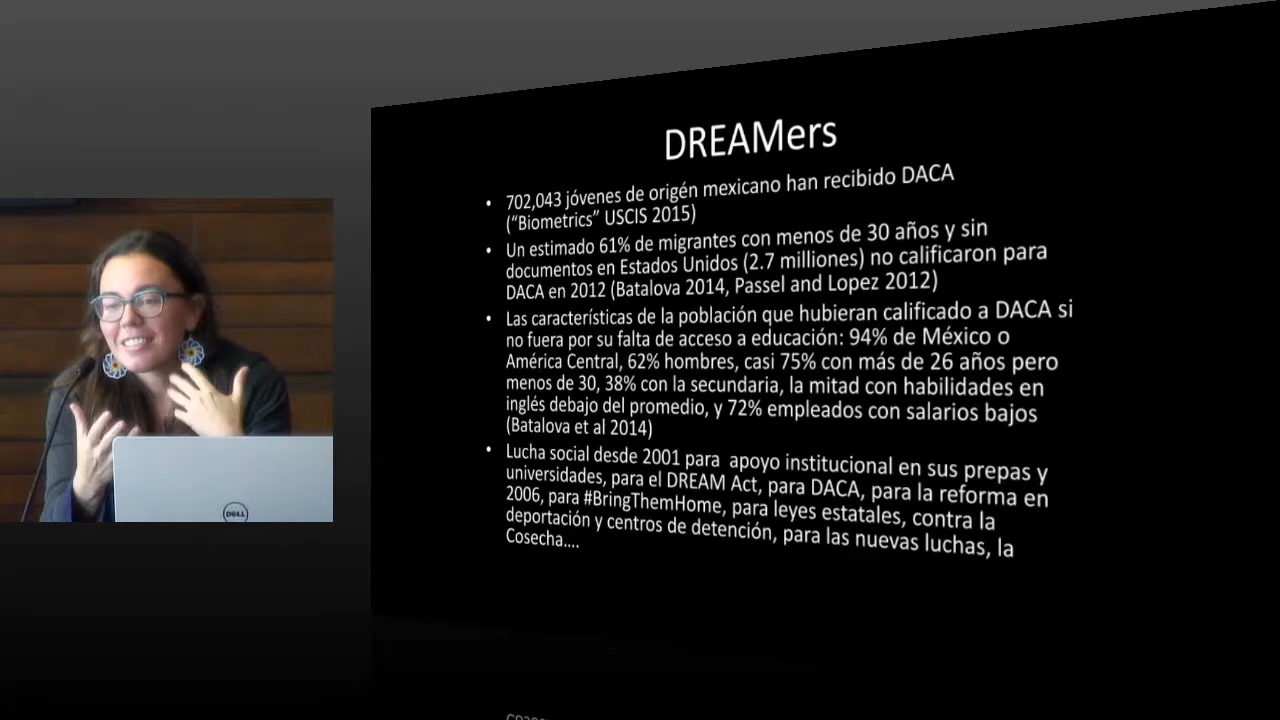 DREAMers
• 702,043 jóvenes de origén mexicano han recibido DACA
(“Biometrics” USCIS 2015)
• Un estimado 61% de migrantes con menos de 30 años y sin
documentos en Estados Unidos (2.7 milliones) no calificaron para
DACA en 2012 (Batalova 2014, Passel and Lopez 2012)
• Las características de la población que hubieran calificado a DACA si
no fuera por su falta de acceso a educación: 94% de México o
América Central, 62% hombres, casi 75% con más de 26 años pero
menos de 30, 38% con la secundaria, la mitad con habilidades en
inglés debajo del promedio, y 72% empleados con salarios bajos
(Batalova et al 2014)
• Lucha social desde 2001 para  apoyo institucional en sus prepas y
universidades, para el DREAM Act, para DACA, para la reforma en
2006, para #BringThemHome, para leyes estatales, contra la
deportación y centros de detención, para las nuevas luchas, la
Cosecha....
DELL